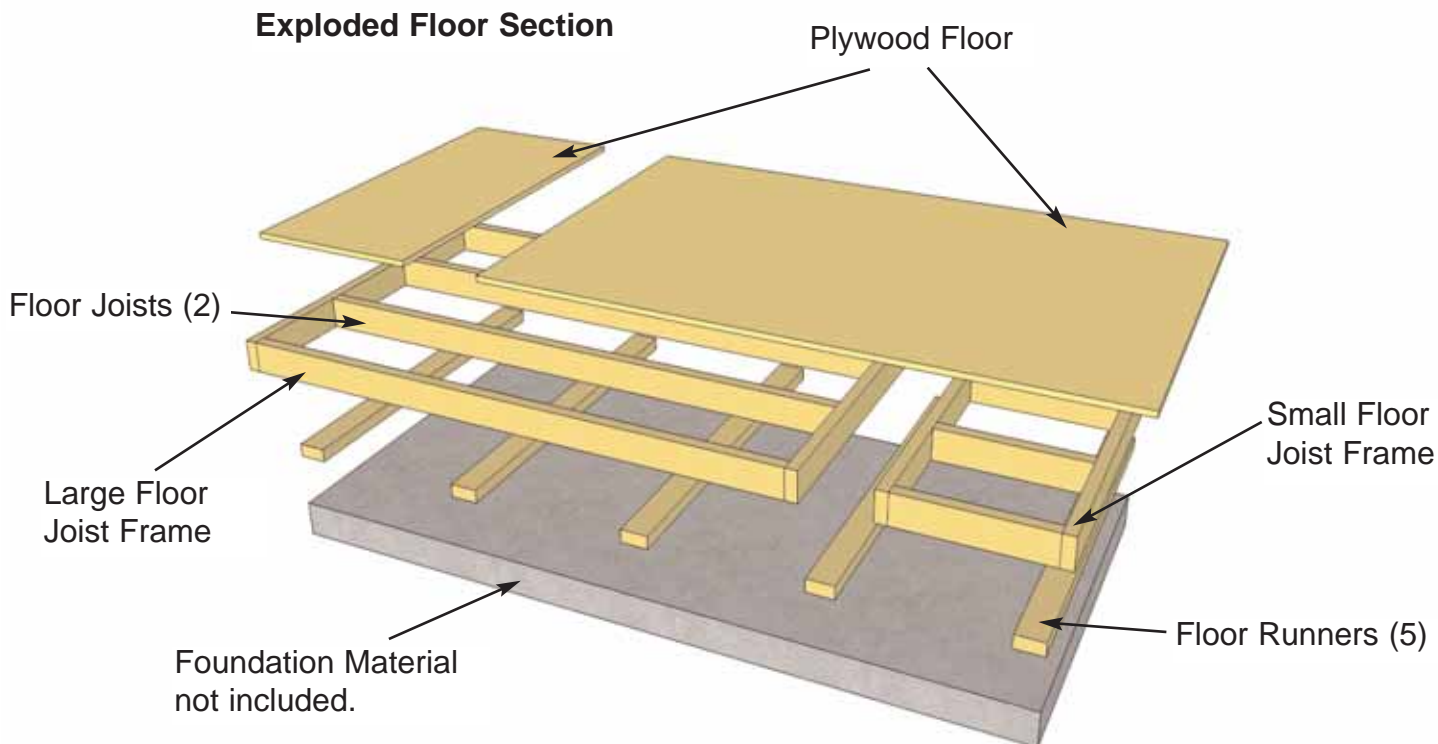 Exploded Floor Section
Plywood Floor
Floor Joists (2)
Large Floor
Joist Frame
Small Floor
Joist Frame
Floor Runners (5)
Foundation Material
not included.